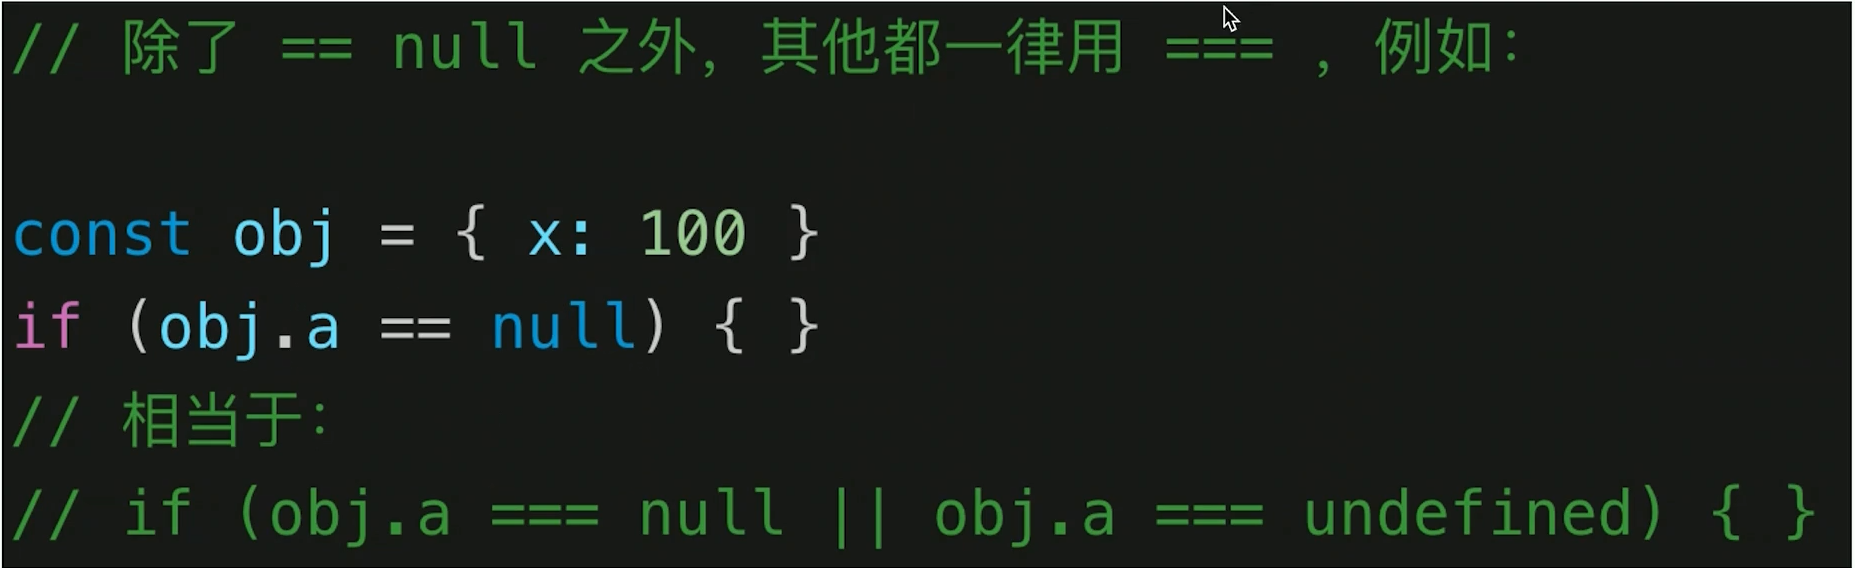 // 除了 == null 之外，其他都一律用 === ，例如：
const obj = { x: 100 }
if (obj.a == null) { }
// 相当于：
// if (obj.a === null || obj.a === undefined) { }